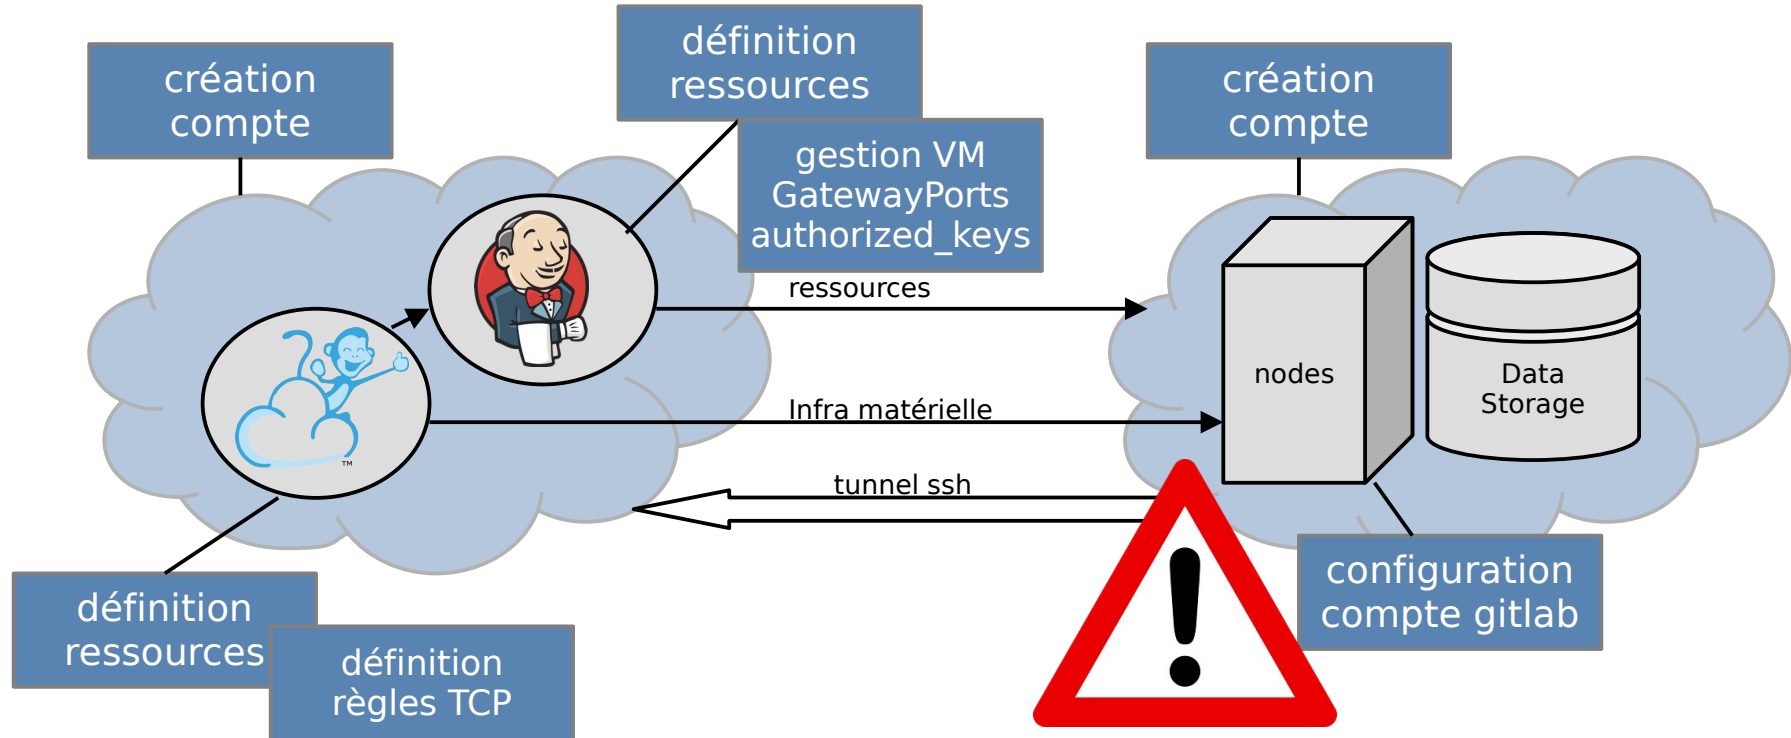 création
compte
définition
ressources
gestion VM
GatewayPorts
authorized_keys
création
compte
ressources
Infra matérielle
tunnel ssh
nodes
Data
Storage
TM
définition
ressources
définition
règles TCP
configuration
compte gitlab